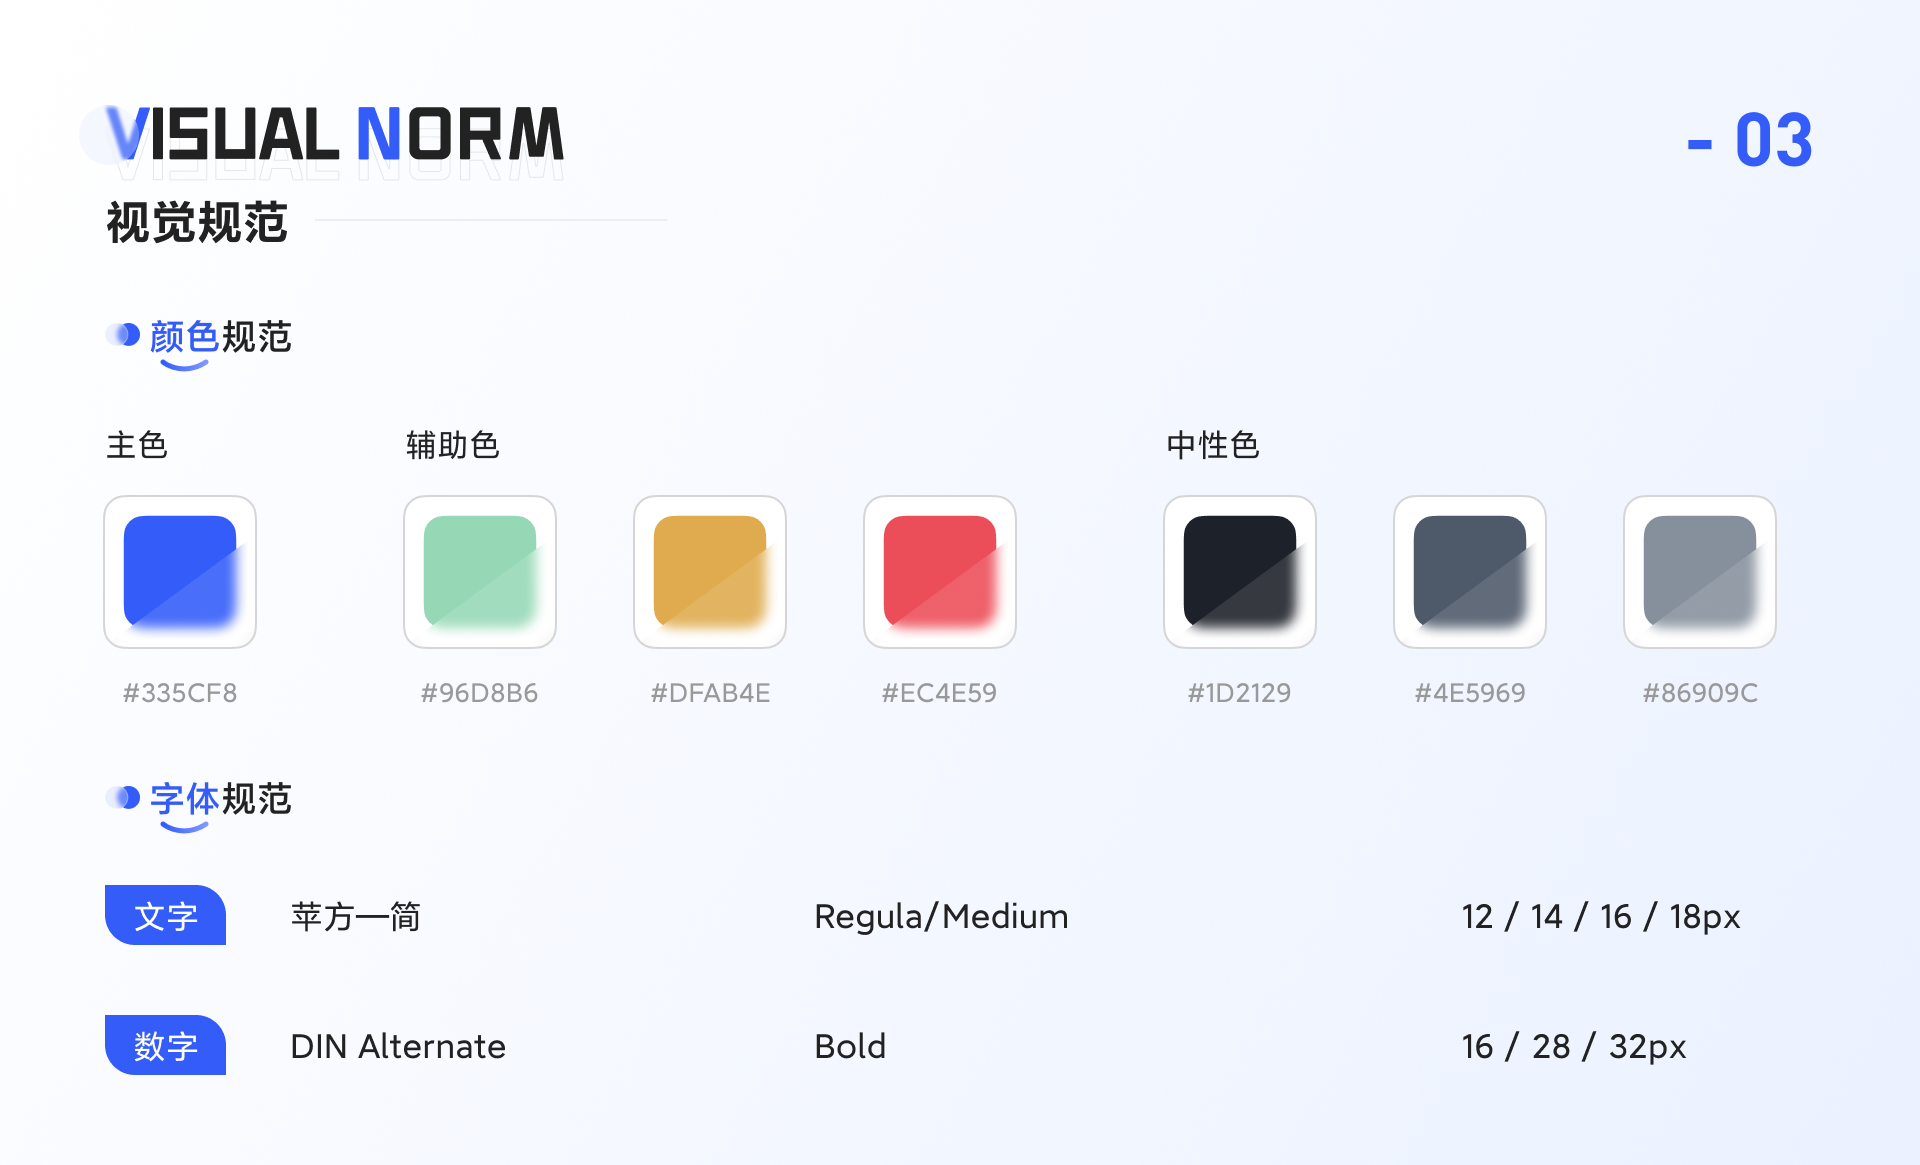 VISUAL NORM
- 03
视觉规范
颜色规范
主色
辅助色
中性色
#335CF8
#96D8B6
#DFAB4E
#EC4E59
#1D2129
#4E5969
#86909C
字体规范
文字
苹方—简
Regula/Medium
12 / 14 / 16 / 18px
数字
DIN Alternate
Bold
16 / 28 / 32px